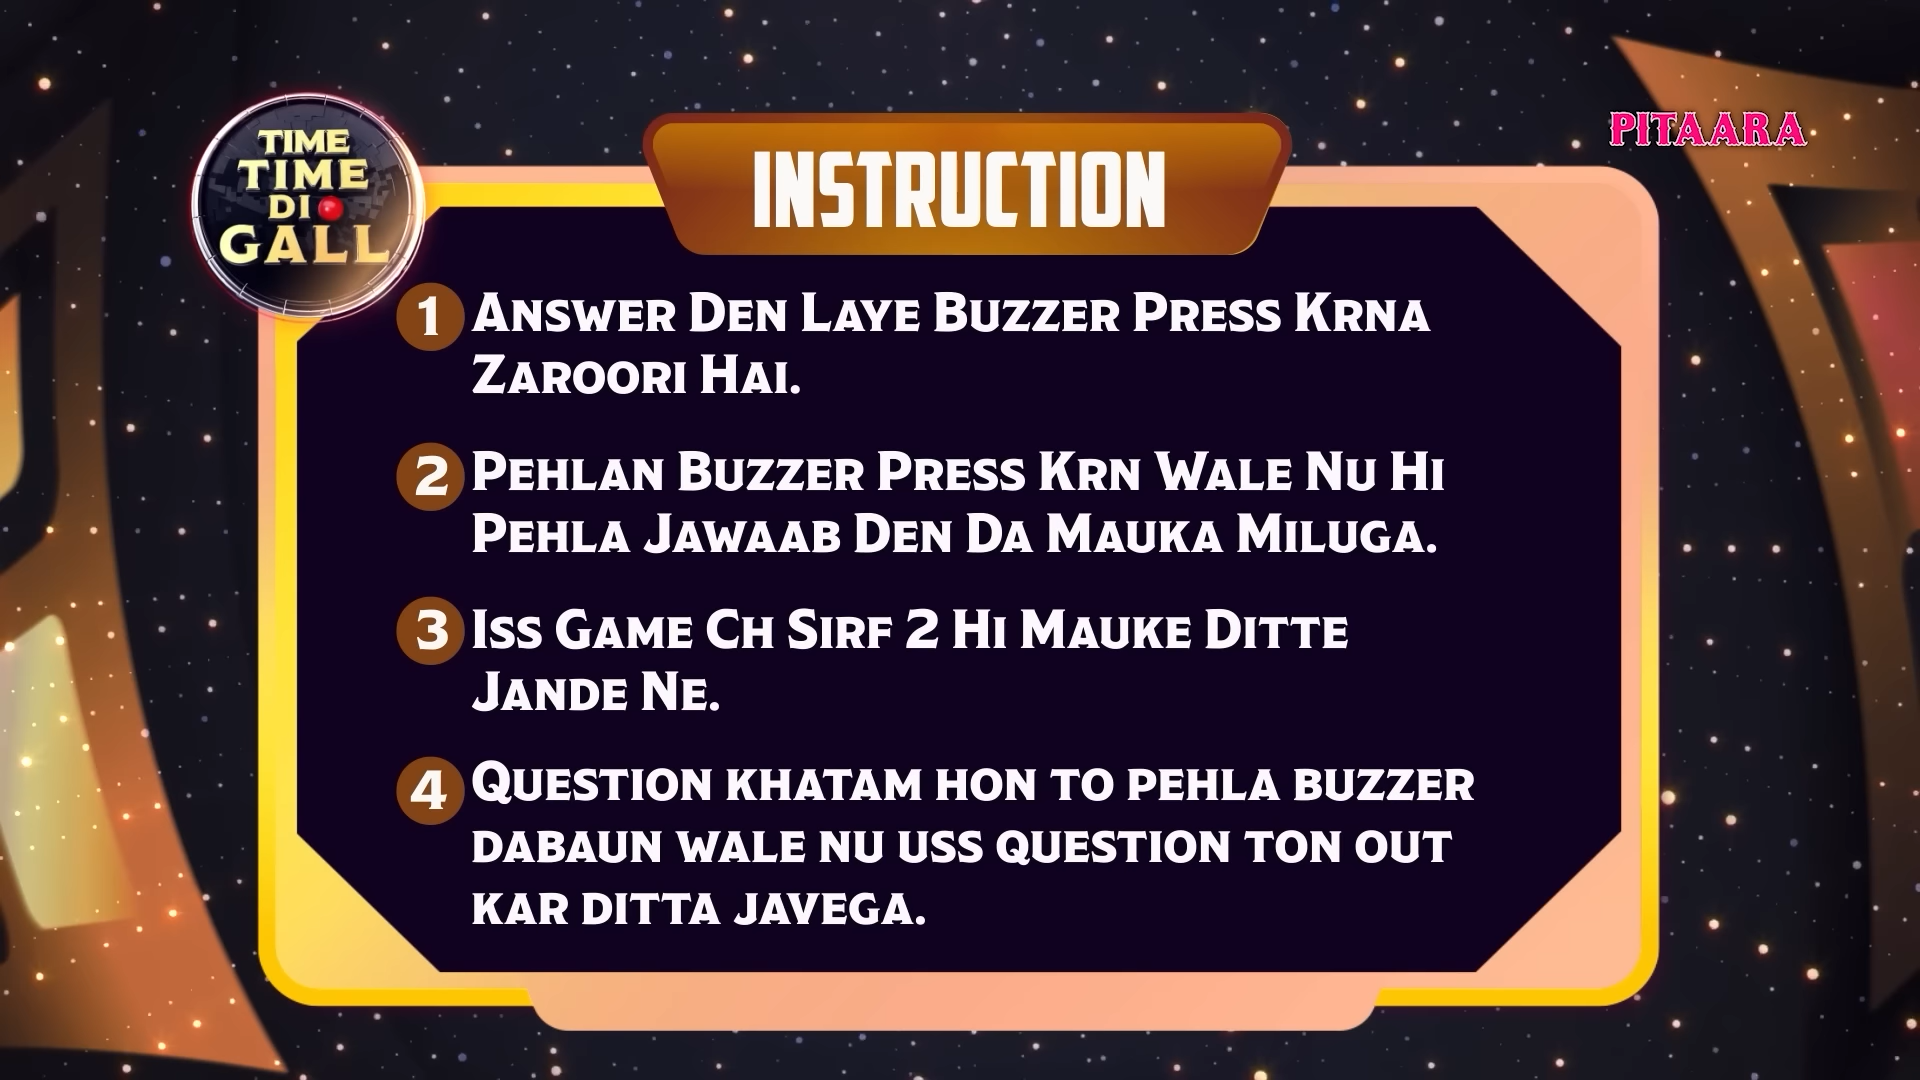 TIME
TIME
DI
GALL
INSTRUCTION
PITAARA
1 Answer Den Laye Buzzer Press Krna
Zaroori Hai.
2 Pehlan Buzzer Press Krn Wale Nu Hi
Pehla Jawaab Den Da Mauka Miluga.
3 Iss Game Ch Sirf 2 Hi Mauke Ditte
Jande Ne.
4 Question khatam hon to pehla buzzer
dabaun wale nu uss question ton out
kar ditta javega.